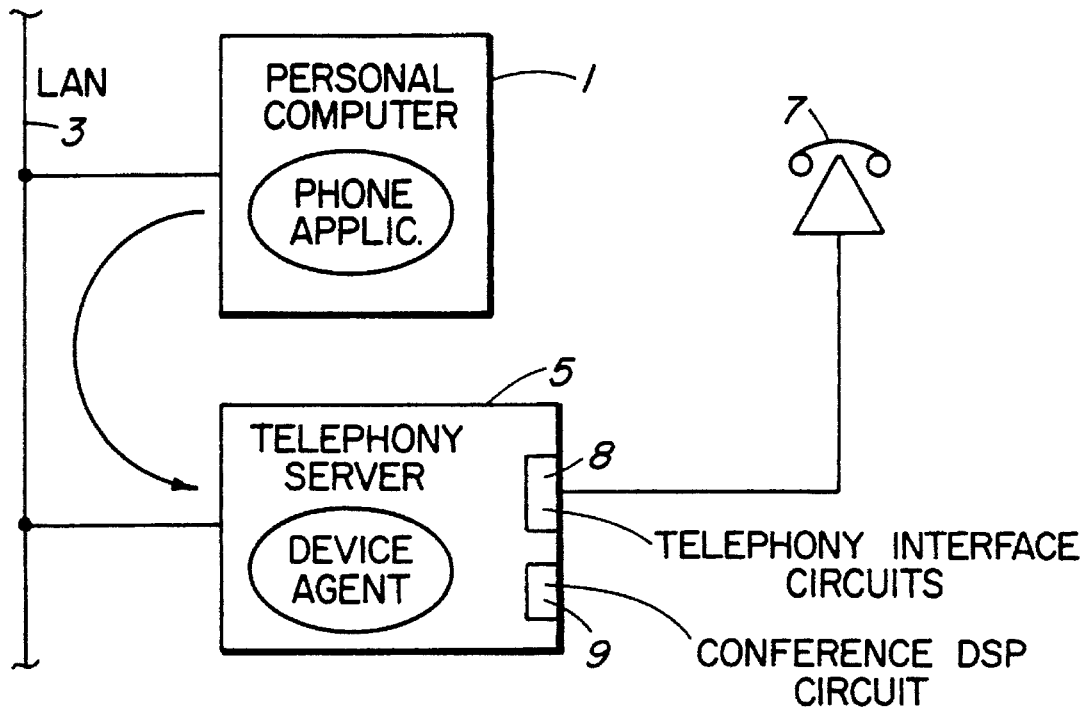 LAN
3
PERSONAL
COMPUTER
1
PHONE
APPLIC.
7
5
TELEPHONY
SERVER
8
DEVICE
AGENT
9
TELEPHONY INTERFACE
CIRCUITS
CONFERENCE DSP
CIRCUIT